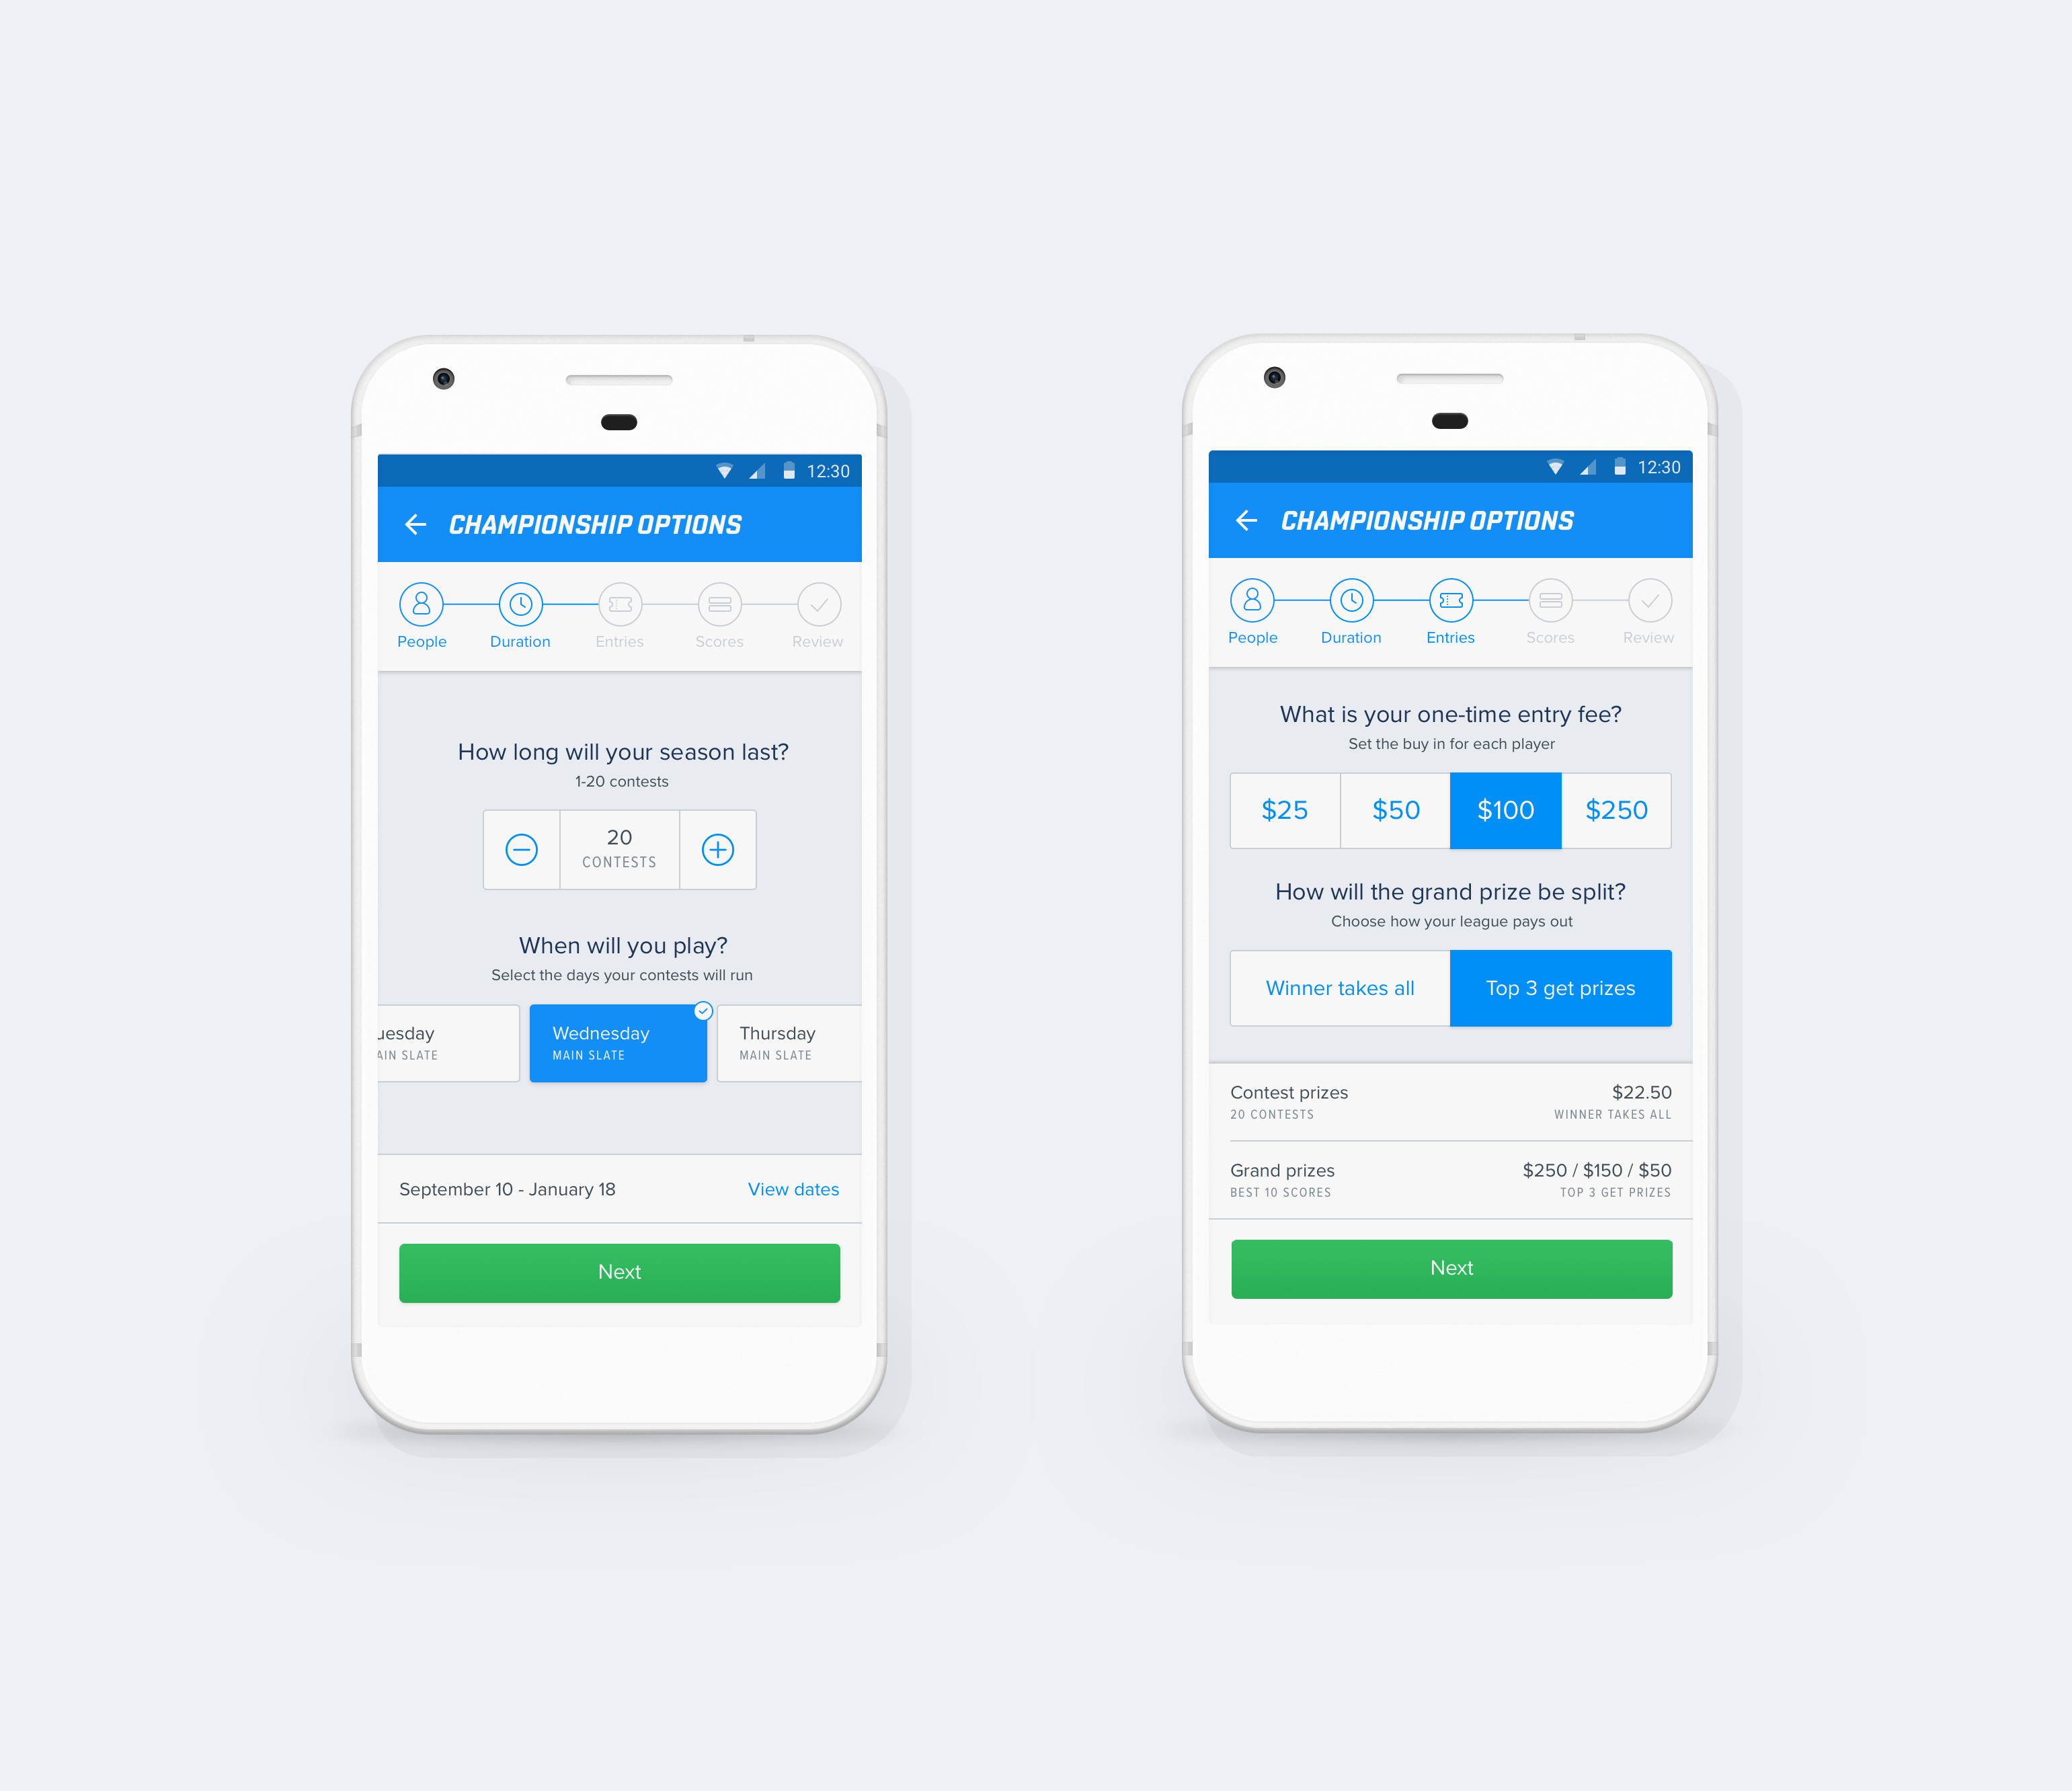 12:30
CHAMPIONSHIP OPTIONS
People Duration Entries Scores Review
How long will your season last?
1-20 contests
20
CONTESTS
When will you play?
Select the days your contests will run
uesday
AIN SLATE
Wednesday
MAIN SLATE
Thursday
MAIN SLATE
September 10 - January 18 View dates
Next
12:30
CHAMPIONSHIP OPTIONS
People Duration Entries Scores Review
What is your one-time entry fee?
Set the buy in for each player
$25 $50 $100 $250
How will the grand prize be split?
Choose how your league pays out
Winner takes all Top 3 get prizes
Contest prizes $22.50
20 CONTESTS WINNER TAKES ALL
Grand prizes $250 / $150 / $50
BEST 10 SCORES TOP 3 GET PRIZES
Next